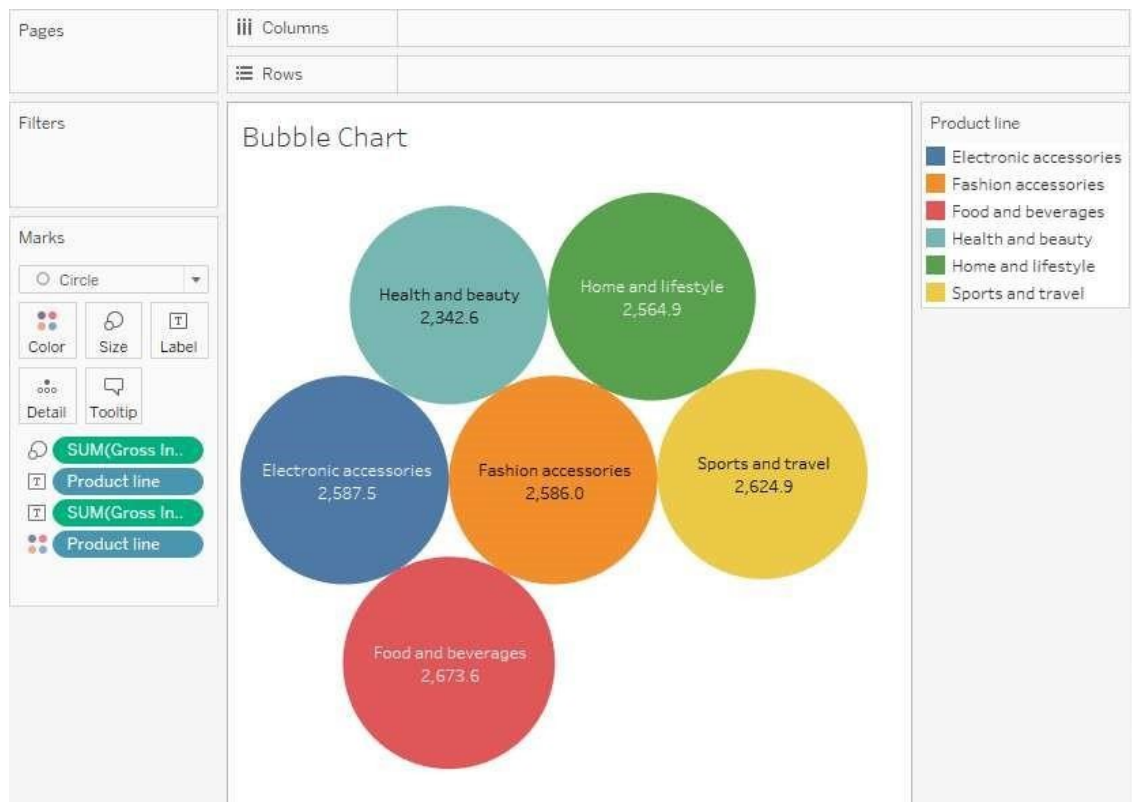 Pages
Columns
Rows
Filters
Bubble Chart
Product line
Electronic accessories
Fashion accessories
Food and beverages
Health and beauty
Home and lifestyle
Sports and travel
Marks
Circle
Color
Size
Label
Detail
Tooltip
SUM(Gross In..
Product line
SUM(Gross In..
Product line
Health and beauty
2,342.6
Home and lifestyle
2,564.9
Electronic accessories
2,587.5
Fashion accessories
2,586.0
Sports and travel
2,624.9
Food and beverages
2,673.6